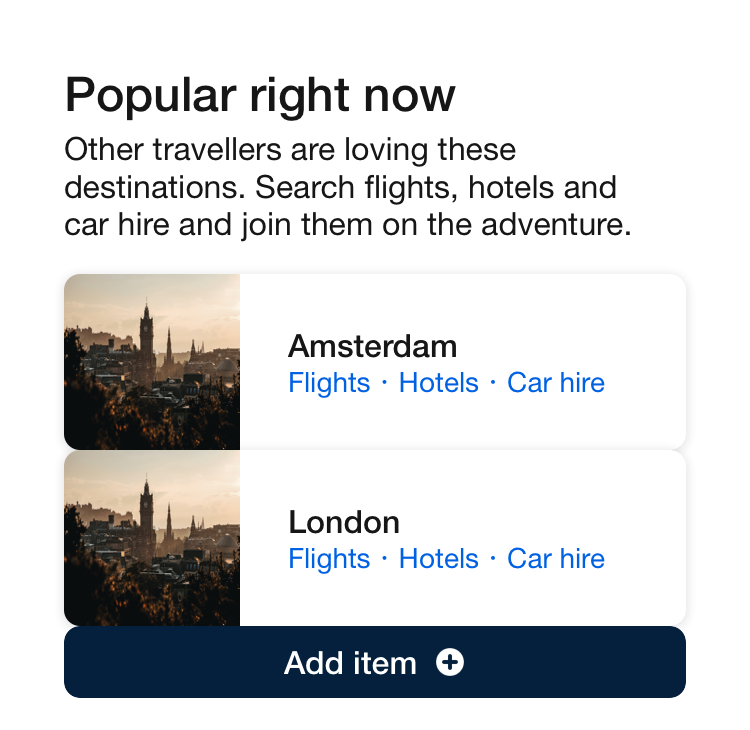 Popular right now
Other travellers are loving these
destinations. Search flights, hotels and
car hire and join them on the adventure.
Amsterdam
Flights · Hotels · Car hire
London
Flights · Hotels · Car hire
Add item